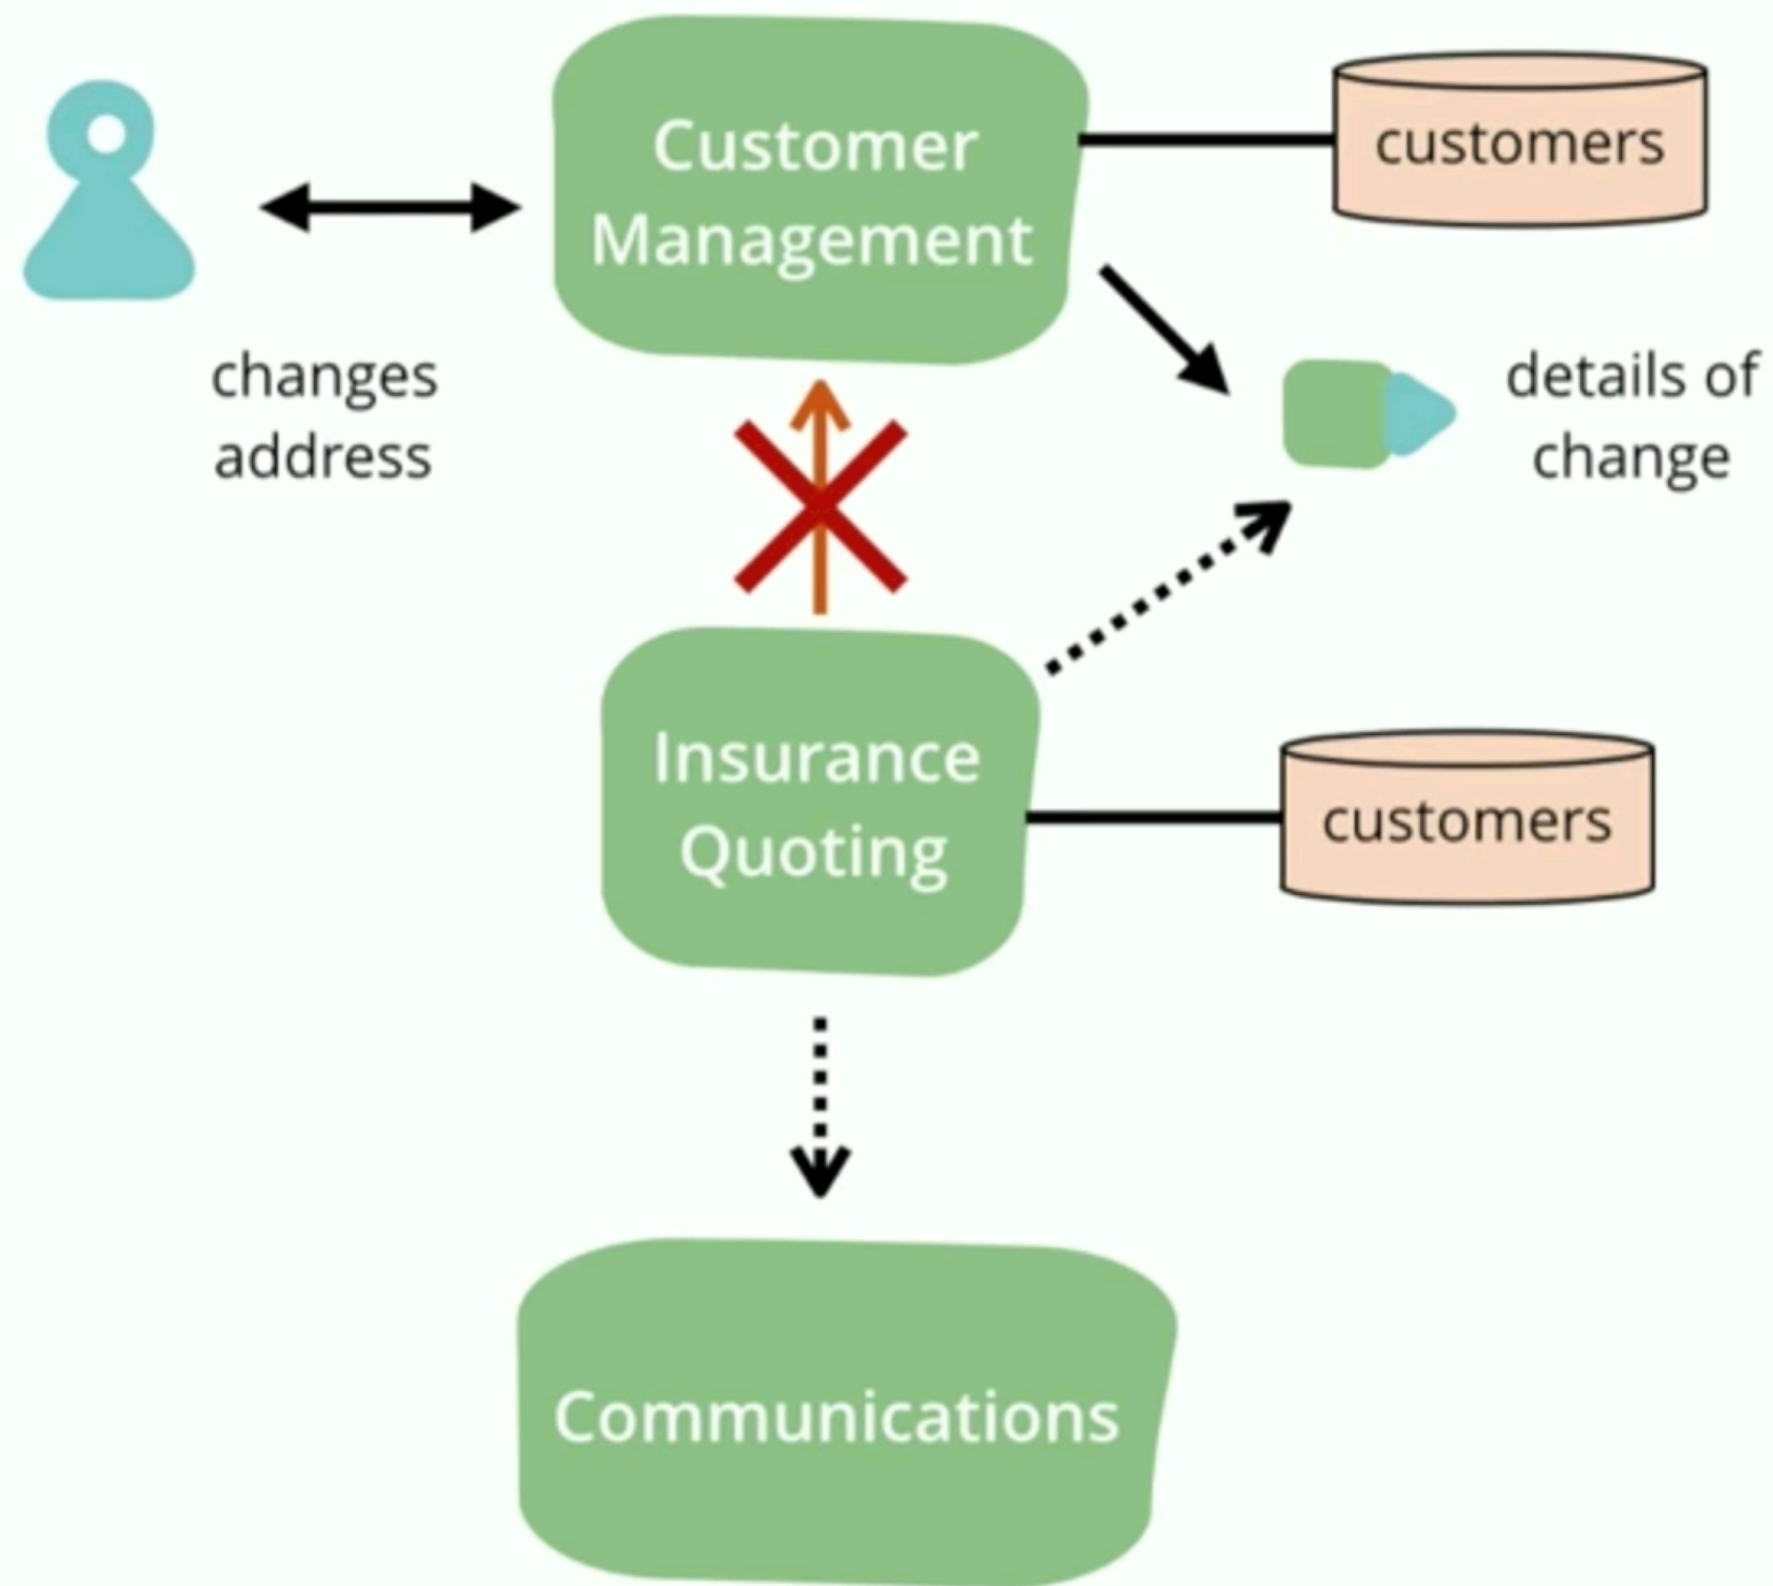 Customer
Management
customers
changes
address
details of
change
Insurance
Quoting
customers
Communications